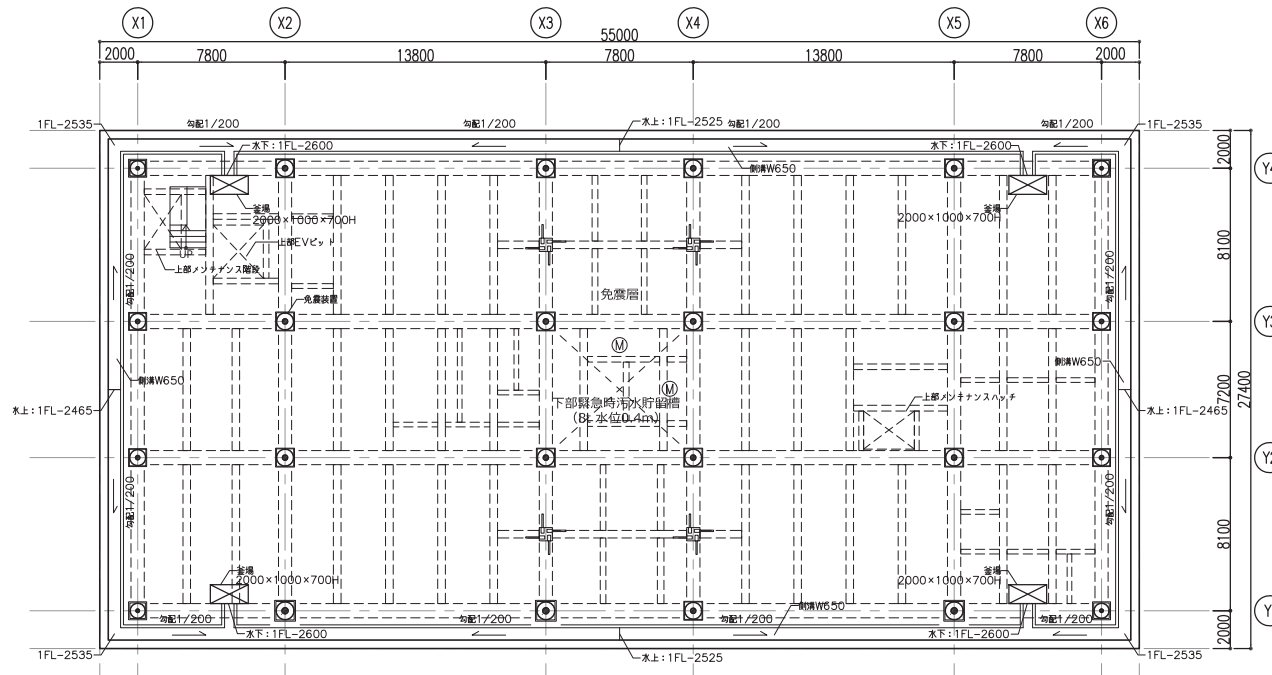 X1 X2 X3 X4 X5 X6
55000
2000 7800 13800 7800 13800 7800 2000
1FL-2535 勾配1/200 勾配1/200 水上:1FL-2525 勾配1/200 勾配1/200 1FL-2535
水下:1FL-2600 水下:1FL-2600
側溝W650
2000
Y4
釜場
2000×1000×700H
釜場
2000×1000×700H
上部EVピット
UP
上部メンテナンス階段
勾配1/200
勾配1/200
免震装置
免震層
8100
Y3
M
M
側溝W650
側溝W650
水上:1FL-2465
水上:1FL-2465
下部緊急時汚水貯留槽
(8t 水位0.4m)
上部メンテナンスハッチ
7200
27400
Y2
勾配1/200
勾配1/200
8100
釜場
2000×1000×700H
釜場
2000×1000×700H
側溝W650
Y
勾配1/200 勾配1/200 勾配1/200 勾配1/200
水下:1FL-2600 水下:1FL-2600
2000
1FL-2535 水上:1FL-2525 1FL-2535